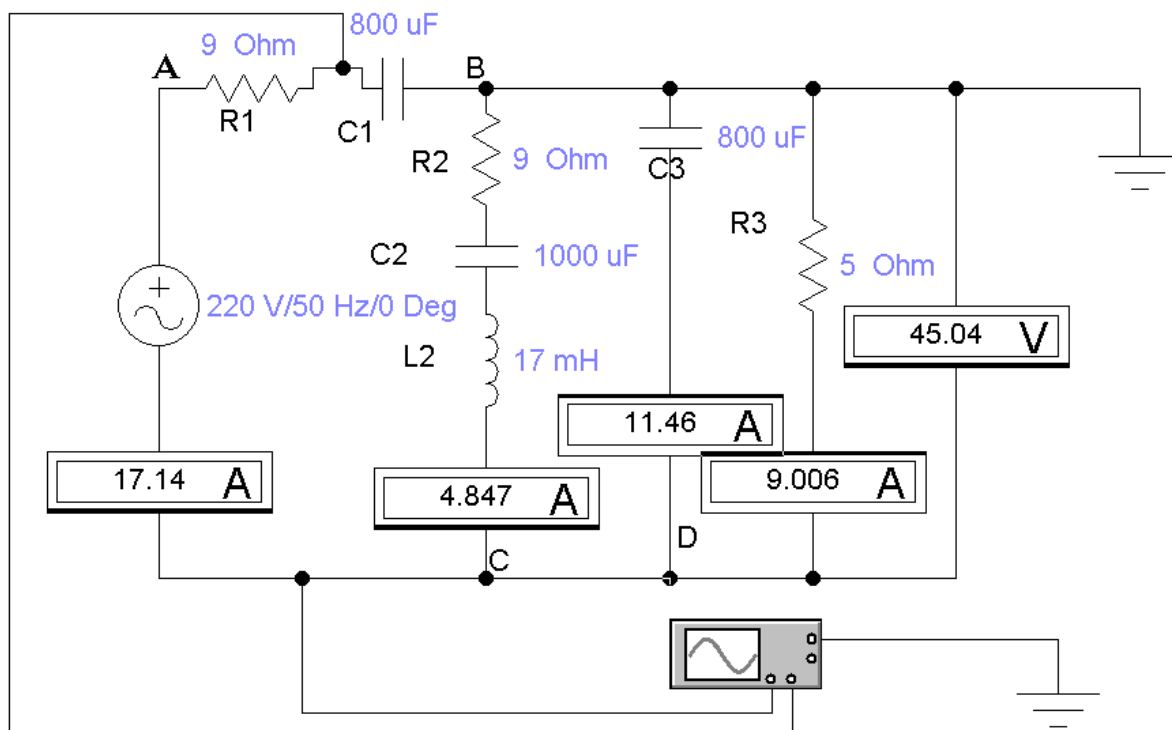 800 uF
9 Ohm
A
B
R1
C1
R2
9 Ohm
C3
800 uF
R3
C2
1000 uF
5 Ohm
220 V/50 Hz/0 Deg
L2
17 mH
45.04 V
11.46 A
17.14 A
4.847 A
9.006 A
D
C